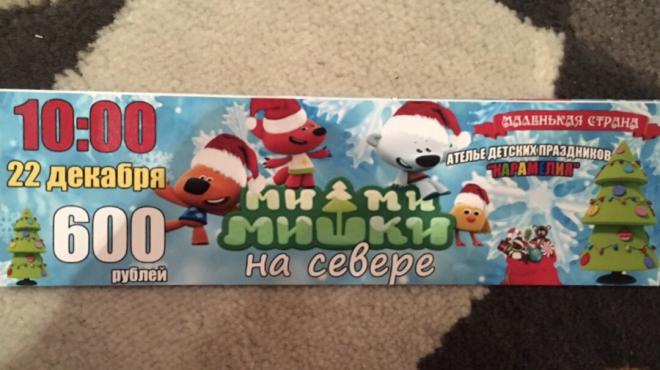 10:00
22 декабря
600
рублей
МИ МИ
МИШКИ
на севере
МАЛЕНЬКАЯ СТРАНА
АТЕЛЬЕ ДЕТСКИХ ПРАЗДНИКОВ
"КАРАМЕЛИЯ"